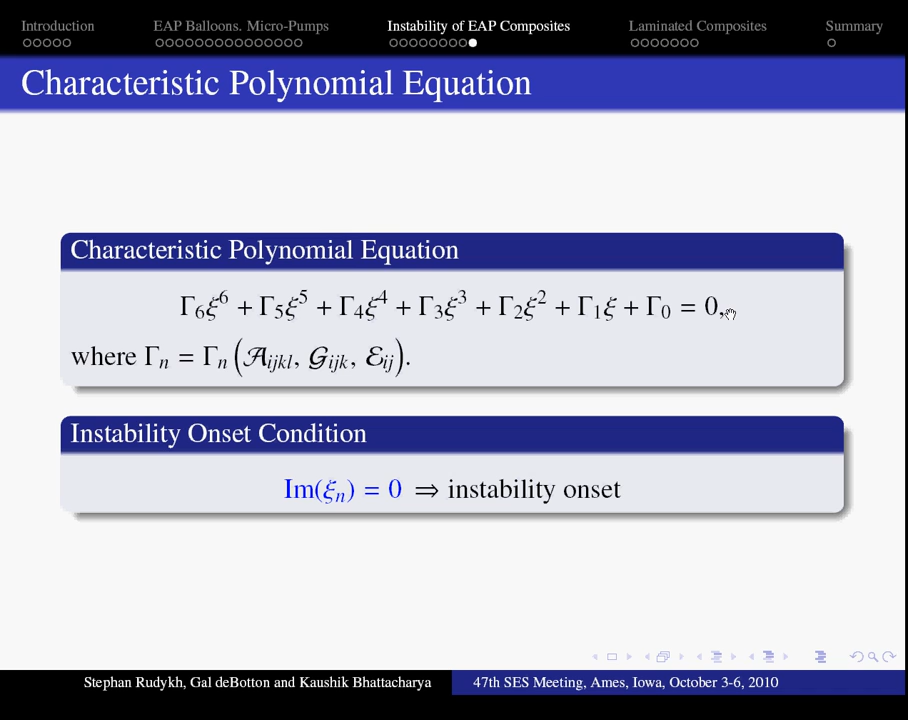 Introduction EAP Balloons. Micro-Pumps Instability of EAP Composites Laminated Composites Summary
Characteristic Polynomial Equation
Characteristic Polynomial Equation
Γ₆ξ⁶ + Γ₅ξ⁵ + Γ₄ξ⁴ + Γ₃ξ³ + Γ₂ξ² + Γ₁ξ + Γ₀ = 0,
where Γₙ = Γₙ (𝒜ᵢⱼₖₗ, 𝒢ᵢⱼₖ, ℰᵢⱼ).
Instability Onset Condition
Im(ξₙ) = 0 ⇒ instability onset
Stephan Rudykh, Gal deBotton and Kaushik Bhattacharya 47th SES Meeting, Ames, Iowa, October 3-6, 2010